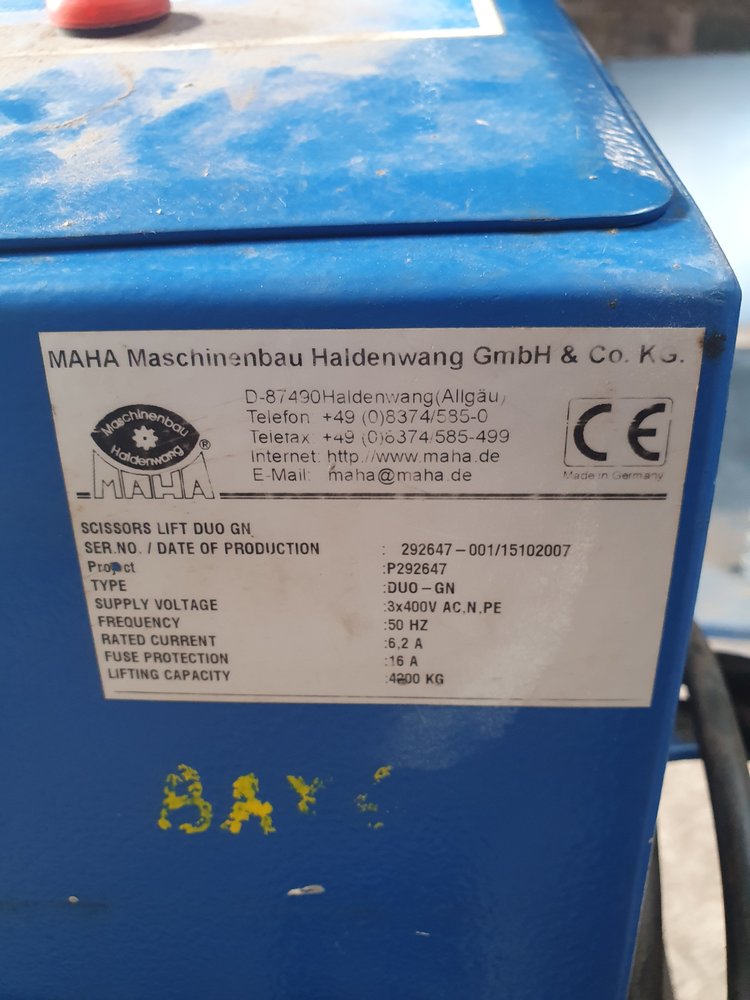 MAHA Maschinenbau Haldenwang GmbH & Co. KG.
D-87490Haldenwang(Allgäu)
Telefon: +49 (0)8374/585-0
Telefax: +49 (0)8374/585-499
Internet: http://www.maha.de
E-Mail: maha@maha.de
Maschinenbau
Haldenwang
MAHA®
CE
Made in Germany
SCISSORS LIFT DUO GN
SER.NO. / DATE OF PRODUCTION : 292647-001/15102007
Project :P292647
TYPE :DUO-GN
SUPPLY VOLTAGE :3x400V AC,N,PE
FREQUENCY :50 HZ
RATED CURRENT :6,2 A
FUSE PROTECTION :16 A
LIFTING CAPACITY :4200 KG
BAY